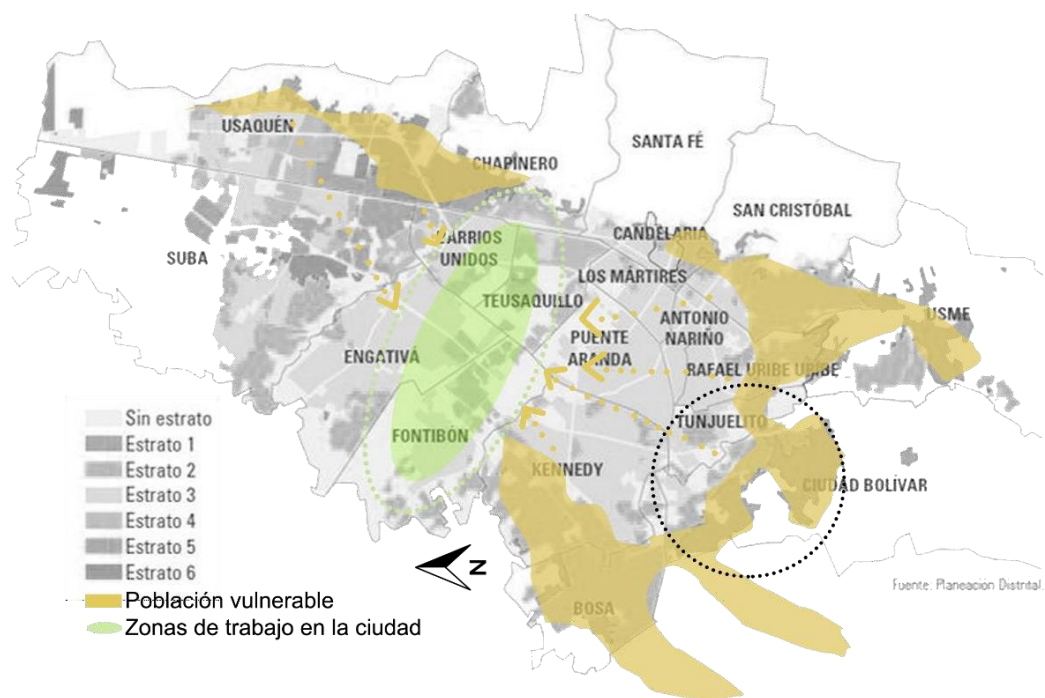 USAQUÉN
CHAPINERO
SANTA FÉ
SAN CRISTÓBAL
CANDELARIA
SUBA
BARRIOS
UNIDOS
LOS MÁRTIRES
TEUSAQUILLO
ANTONIO
NARIÑO
USME
PUENTE
ARANDA
ENGATIVÁ
RAFAEL URIBE URIBE
TUNJUELITO
FONTIBÓN
KENNEDY
CIUDAD BOLÍVAR
BOSA
N
Sin estrato
Estrato 1
Estrato 2
Estrato 3
Estrato 4
Estrato 5
Estrato 6
Población vulnerable
Zonas de trabajo en la ciudad
Fuente: Planeación Distrital.